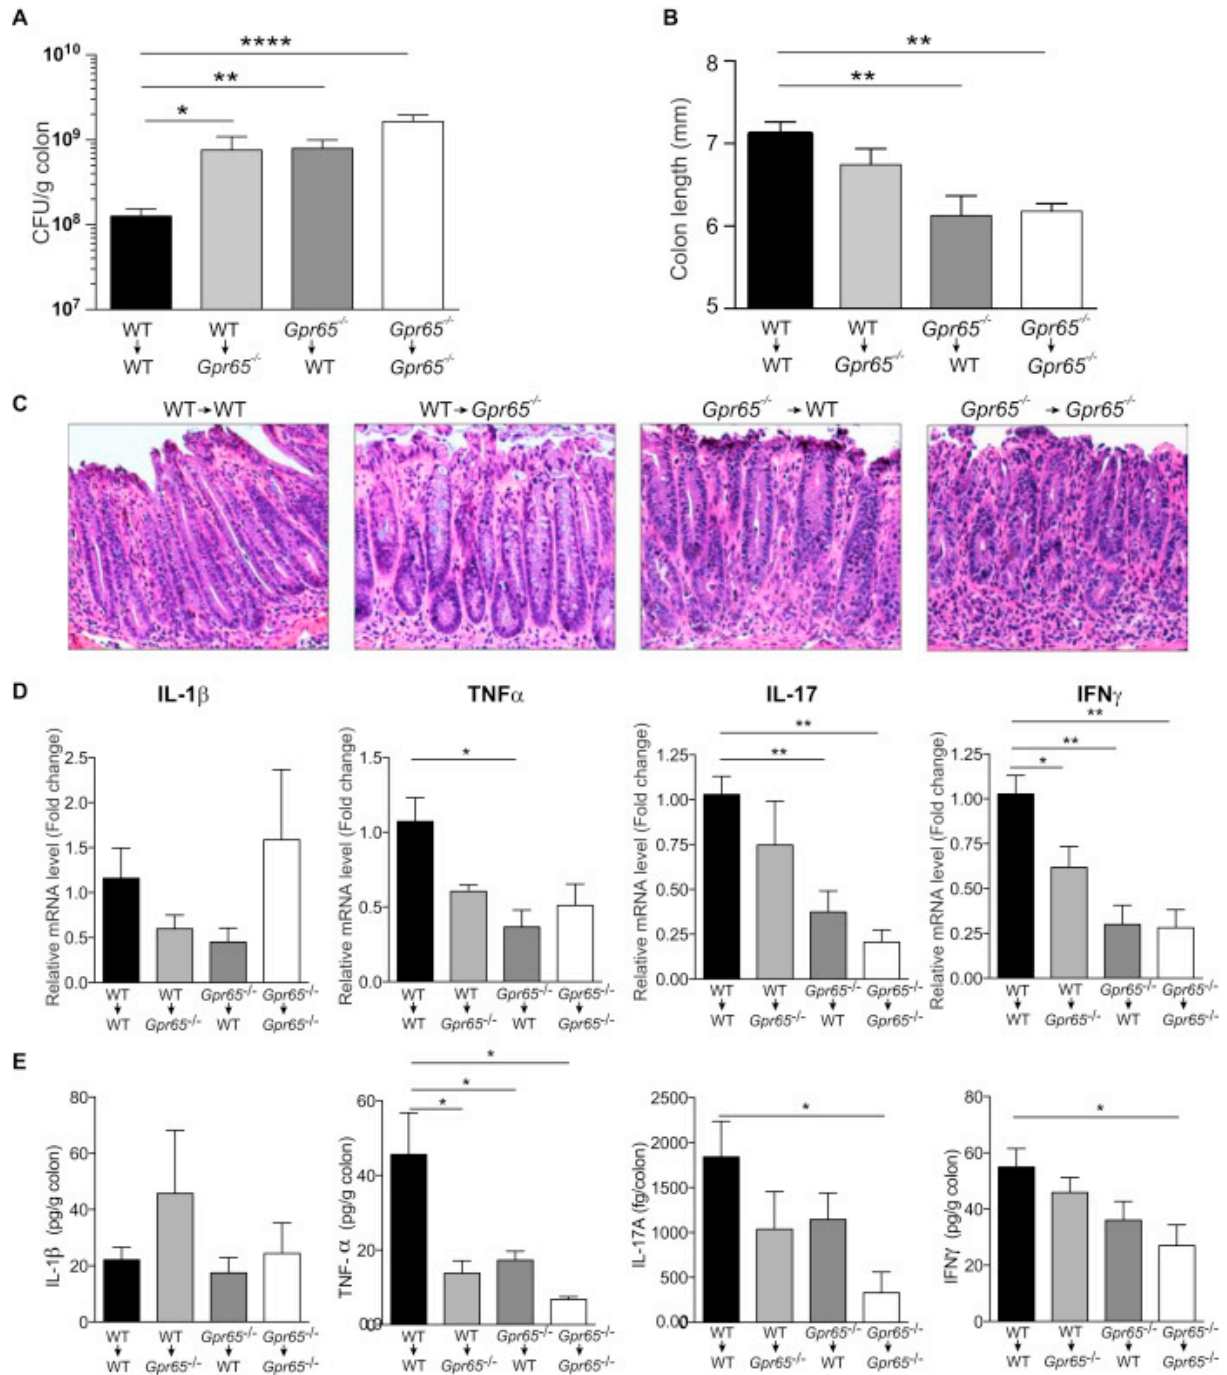 A
CFU/g colon
10¹⁰
10⁹
10⁸
10⁷
****
**
*
WT WT Gpr65-/- Gpr65-/-
WT Gpr65-/- WT Gpr65-/-
B
Colon length (mm)
8
7
6
5
**
**
WT WT Gpr65-/- Gpr65-/-
WT Gpr65-/- WT Gpr65-/-
C
WT→WT WT→Gpr65-/- Gpr65-/- →WT Gpr65-/- →Gpr65-/-
D
IL-1β
Relative mRNA level (Fold change)
2.5
2.0
1.5
1.0
0.5
0.0
WT WT Gpr65-/- Gpr65-/-
WT Gpr65-/- WT Gpr65-/-
TNFα
Relative mRNA level (Fold change)
1.5
1.0
0.5
0.0
*
WT WT Gpr65-/- Gpr65-/-
WT Gpr65-/- WT Gpr65-/-
IL-17
Relative mRNA level (Fold change)
1.25
1.00
0.75
0.50
0.25
0.00
**
**
WT WT Gpr65-/- Gpr65-/-
WT Gpr65-/- WT Gpr65-/-
IFNγ
Relative mRNA level (Fold change)
1.25
1.00
0.75
0.50
0.25
0.00
**
**
*
WT WT Gpr65-/- Gpr65-/-
WT Gpr65-/- WT Gpr65-/-
E
IL-1β (pg/g colon)
80
60
40
20
0
WT WT Gpr65-/- Gpr65-/-
WT Gpr65-/- WT Gpr65-/-
TNF- α (pg/g colon)
60
40
20
*
*
*
WT WT Gpr65-/- Gpr65-/-
WT Gpr65-/- WT Gpr65-/-
IL-17A (fg/colon)
2500
2000
1500
1000
500
*
WT WT Gpr65-/- Gpr65-/-
WT Gpr65-/- WT Gpr65-/-
IFNγ (pg/g colon)
80
60
40
20
0
*
WT WT Gpr65-/- Gpr65-/-
WT Gpr65-/- WT Gpr65-/-